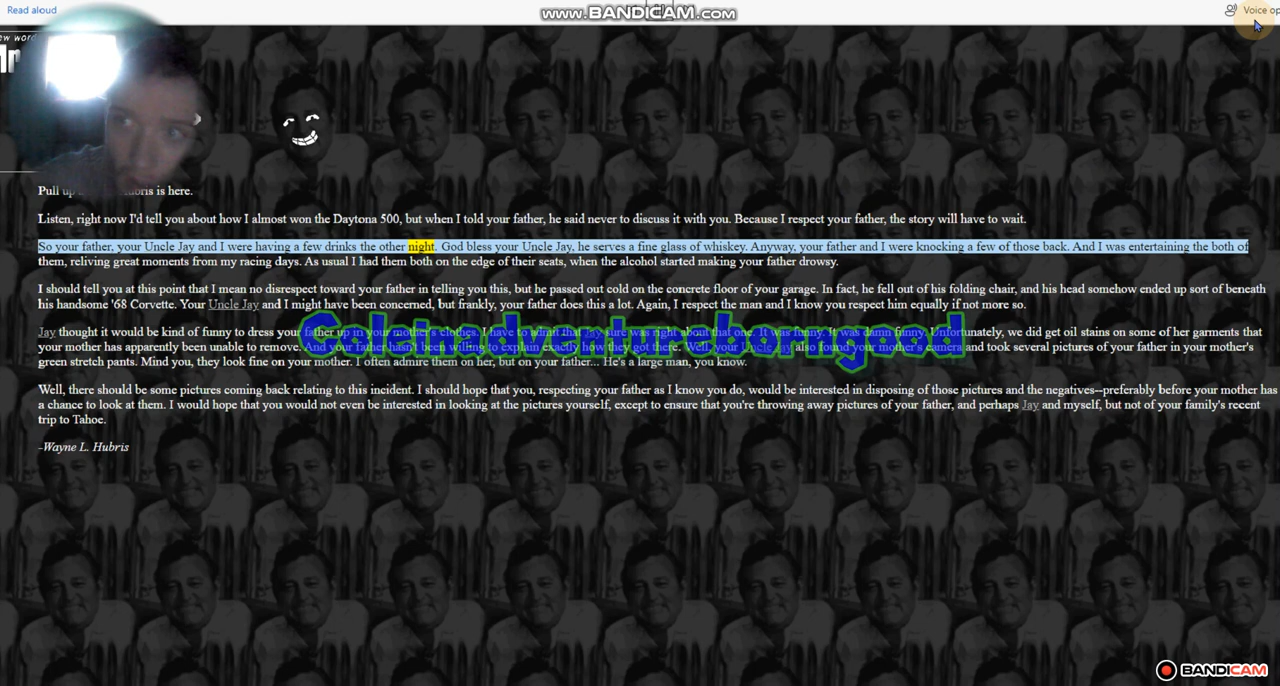 Read aloud
www.BANDICAM.com
Voice op
ew word
Pull up is here.
Listen, right now I'd tell you about how I almost won the Daytona 500, but when I told your father, he said never to discuss it with you. Because I respect your father, the story will have to wait.
So your father, your Uncle Jay and I were having a few drinks the other night. God bless your Uncle Jay, he serves a fine glass of whiskey. Anyway, your father and I were knocking a few of those back. And I was entertaining the both of
them, reliving great moments from my racing days. As usual I had them both on the edge of their seats, when the alcohol started making your father drowsy.
I should tell you at this point that I mean no disrespect toward your father in telling you this, but he passed out cold on the concrete floor of your garage. In fact, he fell out of his folding chair, and his head somehow ended up sort of beneath
his handsome '68 Corvette. Your Uncle Jay and I might have been concerned, but frankly, your father does this a lot. Again, I respect the man and I know you respect him equally if not more so.
Jay thought it would be kind of funny to dress your father up in your mother's clothes. I have to admit that Jay sure was right about that one. It was funny. It was damn funny. Unfortunately, we did get oil stains on some of her garments that
your mother has apparently been unable to remove. And your father hasn't been willing to explain exactly how they got there. Well, your Uncle also found your mother's camera and took several pictures of your father in your mother's
green stretch pants. Mind you, they look fine on your mother. I often admire them on her, but on your father... He's a large man, you know.
Coleinadventureborngood
Well, there should be some pictures coming back relating to this incident. I should hope that you, respecting your father as I know you do, would be interested in disposing of those pictures and the negatives--preferably before your mother has
a chance to look at them. I would hope that you would not even be interested in looking at the pictures yourself, except to ensure that you're throwing away pictures of your father, and perhaps Jay and myself, but not of your family's recent
trip to Tahoe.
-Wayne L. Hubris
BANDICAM